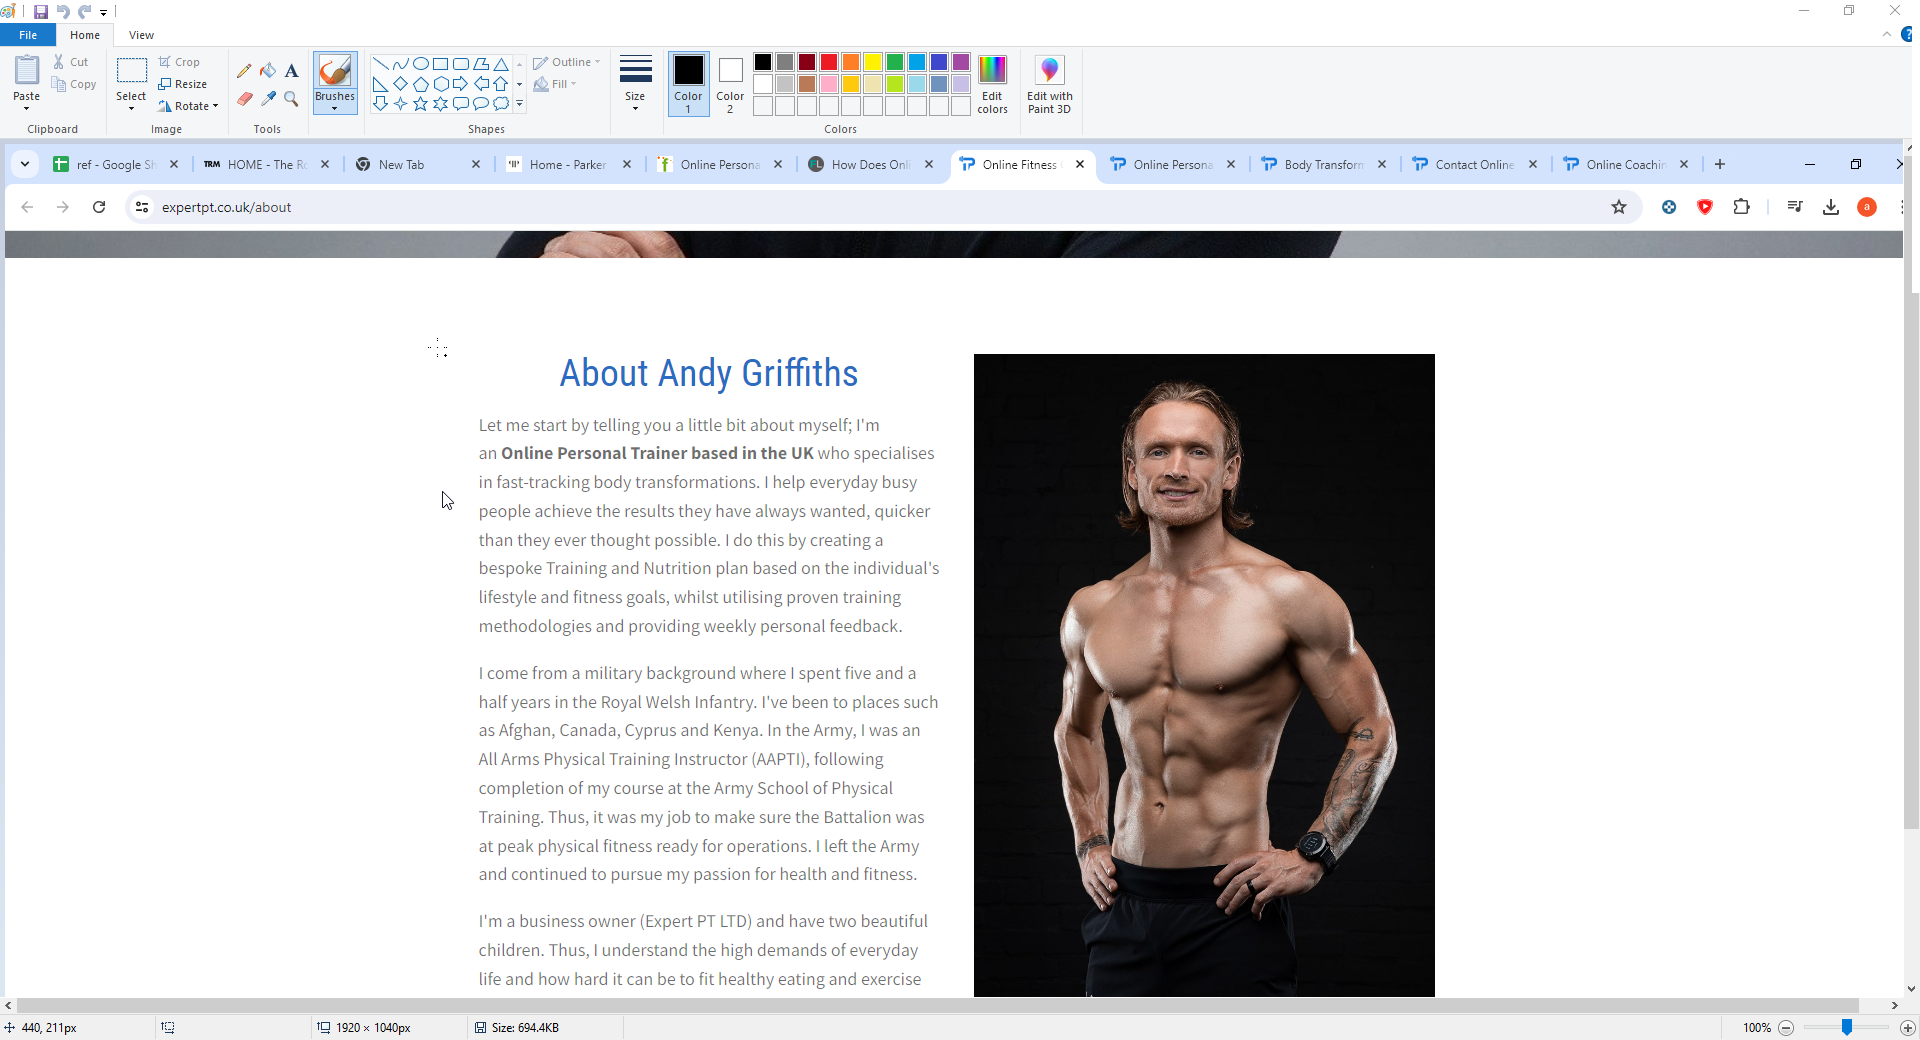 File
Home
View
Paste
Cut
Copy
Clipboard
Select
Crop
Resize
Rotate
Image
Tools
Brushes
Shapes
Outline
Fill
Size
Color 1
Color 2
Colors
Edit colors
Edit with Paint 3D
ref - Google Sh
TRM HOME - The Ro
New Tab
Home - Parker
Online Persona
How Does Onli
Online Fitness
Online Persona
Body Transform
Contact Online
Online Coachin
expertpt.co.uk/about
a
About Andy Griffiths
Let me start by telling you a little bit about myself; I'm
an Online Personal Trainer based in the UK who specialises
in fast-tracking body transformations. I help everyday busy
people achieve the results they have always wanted, quicker
than they ever thought possible. I do this by creating a
bespoke Training and Nutrition plan based on the individual's
lifestyle and fitness goals, whilst utilising proven training
methodologies and providing weekly personal feedback.
I come from a military background where I spent five and a
half years in the Royal Welsh Infantry. I've been to places such
as Afghan, Canada, Cyprus and Kenya. In the Army, I was an
All Arms Physical Training Instructor (AAPTI), following
completion of my course at the Army School of Physical
Training. Thus, it was my job to make sure the Battalion was
at peak physical fitness ready for operations. I left the Army
and continued to pursue my passion for health and fitness.
I'm a business owner (Expert PT LTD) and have two beautiful
children. Thus, I understand the high demands of everyday
life and how hard it can be to fit healthy eating and exercise
440, 211px
1920 × 1040px
Size: 694.4KB
100%